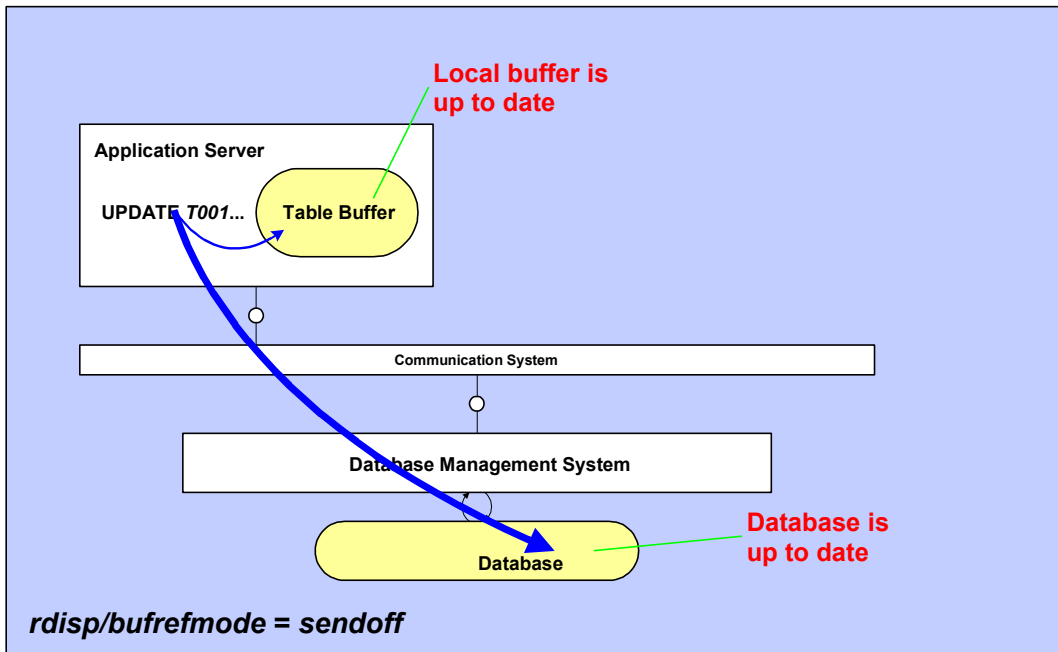 Local buffer is
up to date
Application Server
UPDATE T001...
Table Buffer
Communication System
Database Management System
Database is
up to date
Database
rdisp/bufrefmode = sendoff